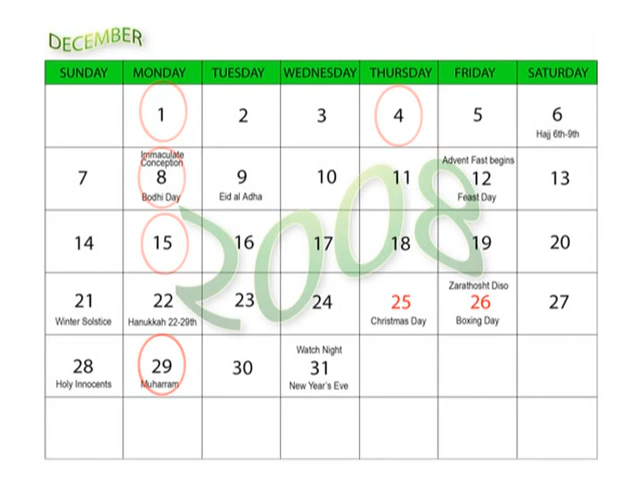 DECEMBER
SUNDAY MONDAY TUESDAY WEDNESDAY THURSDAY FRIDAY SATURDAY
1 2 3 4 5 6
Hajj 6th-9th
Immaculate
Conception
Advent Fast begins
7 8 9 10 11 12 13
Bodhi Day Eid al Adha Feast Day
2008
14 15 16 17 18 19 20
Zarathosht Diso
21 22 23 24 25 26 27
Winter Solstice Hanukkah 22-29th Christmas Day Boxing Day
Watch Night
28 29 30 31
Holy Innocents Muharram New Year's Eve